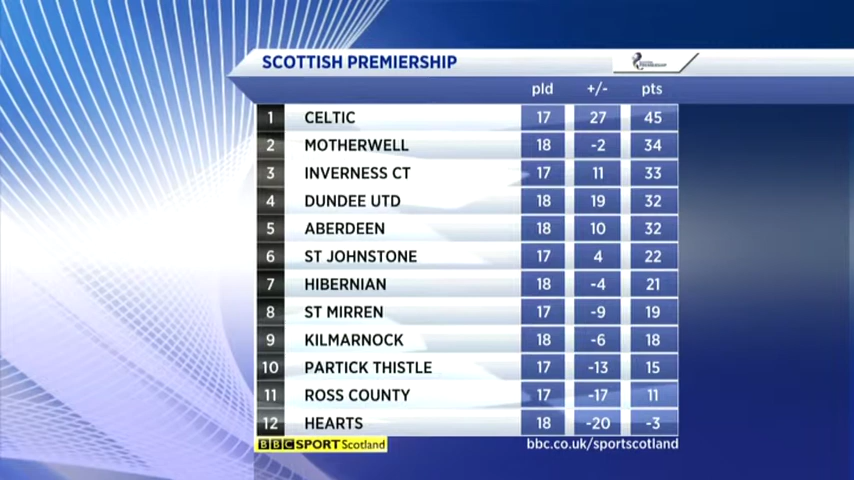 SCOTTISH PREMIERSHIP
pld +/- pts
1 CELTIC 17 27 45
2 MOTHERWELL 18 -2 34
3 INVERNESS CT 17 11 33
4 DUNDEE UTD 18 19 32
5 ABERDEEN 18 10 32
6 ST JOHNSTONE 17 4 22
7 HIBERNIAN 18 -4 21
8 ST MIRREN 17 -9 19
9 KILMARNOCK 18 -6 18
10 PARTICK THISTLE 17 -13 15
11 ROSS COUNTY 17 -17 11
12 HEARTS 18 -20 -3
BBC SPORT Scotland bbc.co.uk/sportscotland